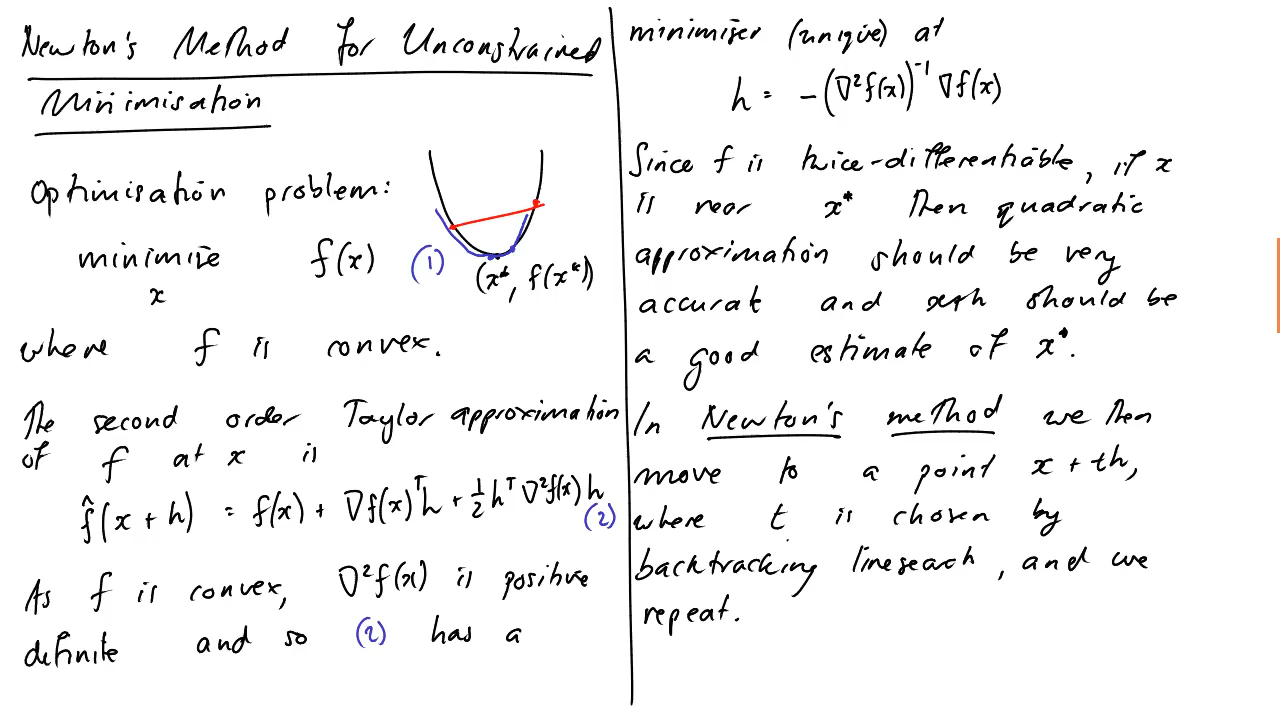 Newton's Method for Unconstrained
Minimisation
Optimisation problem:
minimise f(x) (1)
x
(x*, f(x*))
where f is convex.
The second order Taylor approximation
of f at x is
f̂(x + h) = f(x) + ∇f(x)ᵀh + ½hᵀ∇²f(x)h
(2)
As f is convex, ∇²f(x) is positive
definite and so (2) has a
minimiser (unique) at
h = -(∇²f(x))⁻¹ ∇f(x)
Since f is twice-differentiable, if x
is near x* then quadratic
approximation should be very
accurate and x+h should be
a good estimate of x*.
In Newton's method we then
move to a point x + th,
where t is chosen by
backtracking linesearch, and we
repeat.